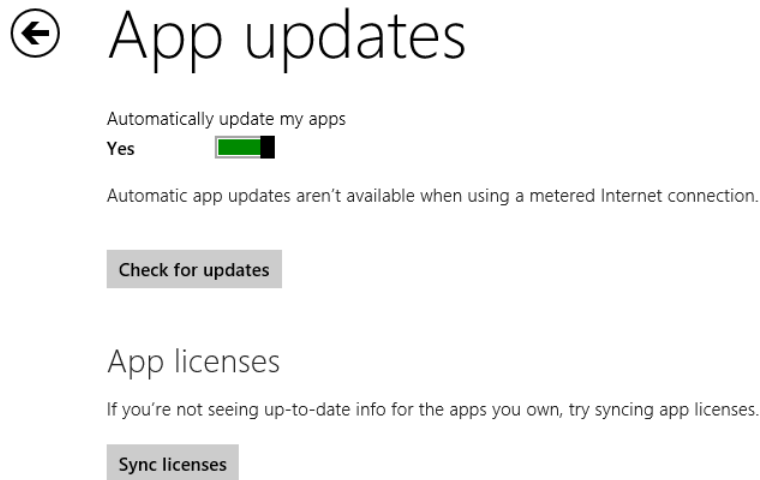 App updates
Automatically update my apps
Yes
Automatic app updates aren’t available when using a metered Internet connection.
Check for updates
App licenses
If you’re not seeing up-to-date info for the apps you own, try syncing app licenses.
Sync licenses